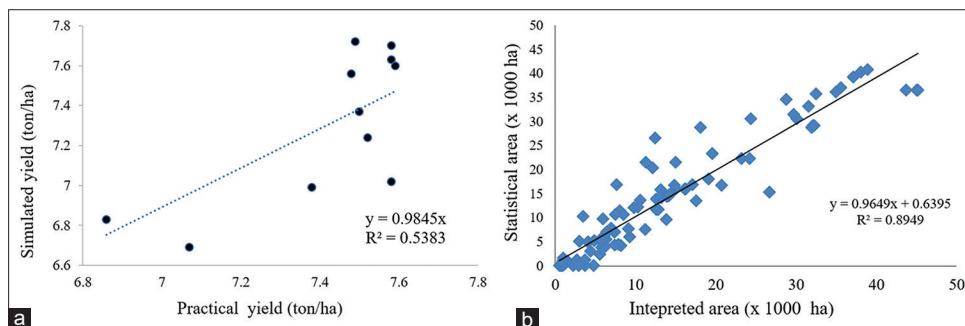 7.8
7.6
7.4
7.2
7
6.8
6.6
Simulated yield (ton/ha)
y = 0.9845x
R² = 0.5383
6.8 7 7.2 7.4 7.6 7.8
Practical yield (ton/ha)
a
50
45
40
35
30
25
20
15
10
5
0
Statistical area (x 1000 ha)
y = 0.9649x + 0.6395
R² = 0.8949
0 10 20 30 40 50
Intepreted area (x 1000 ha)
b